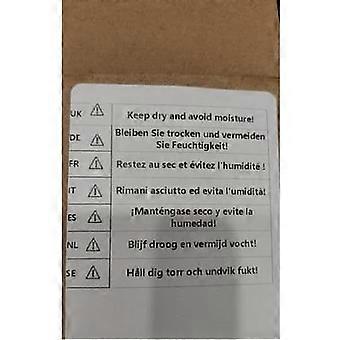 UK Keep dry and avoid moisture!
DE Bleiben Sie trocken und vermeiden
Sie Feuchtigkeit!
FR Restez au sec et évitez l'humidité !
IT Rimani asciutto ed evita l'umidità!
ES ¡Manténgase seco y evite la
humedad!
NL Blijf droog en vermijd vocht!
SE Håll dig torr och undvik fukt!